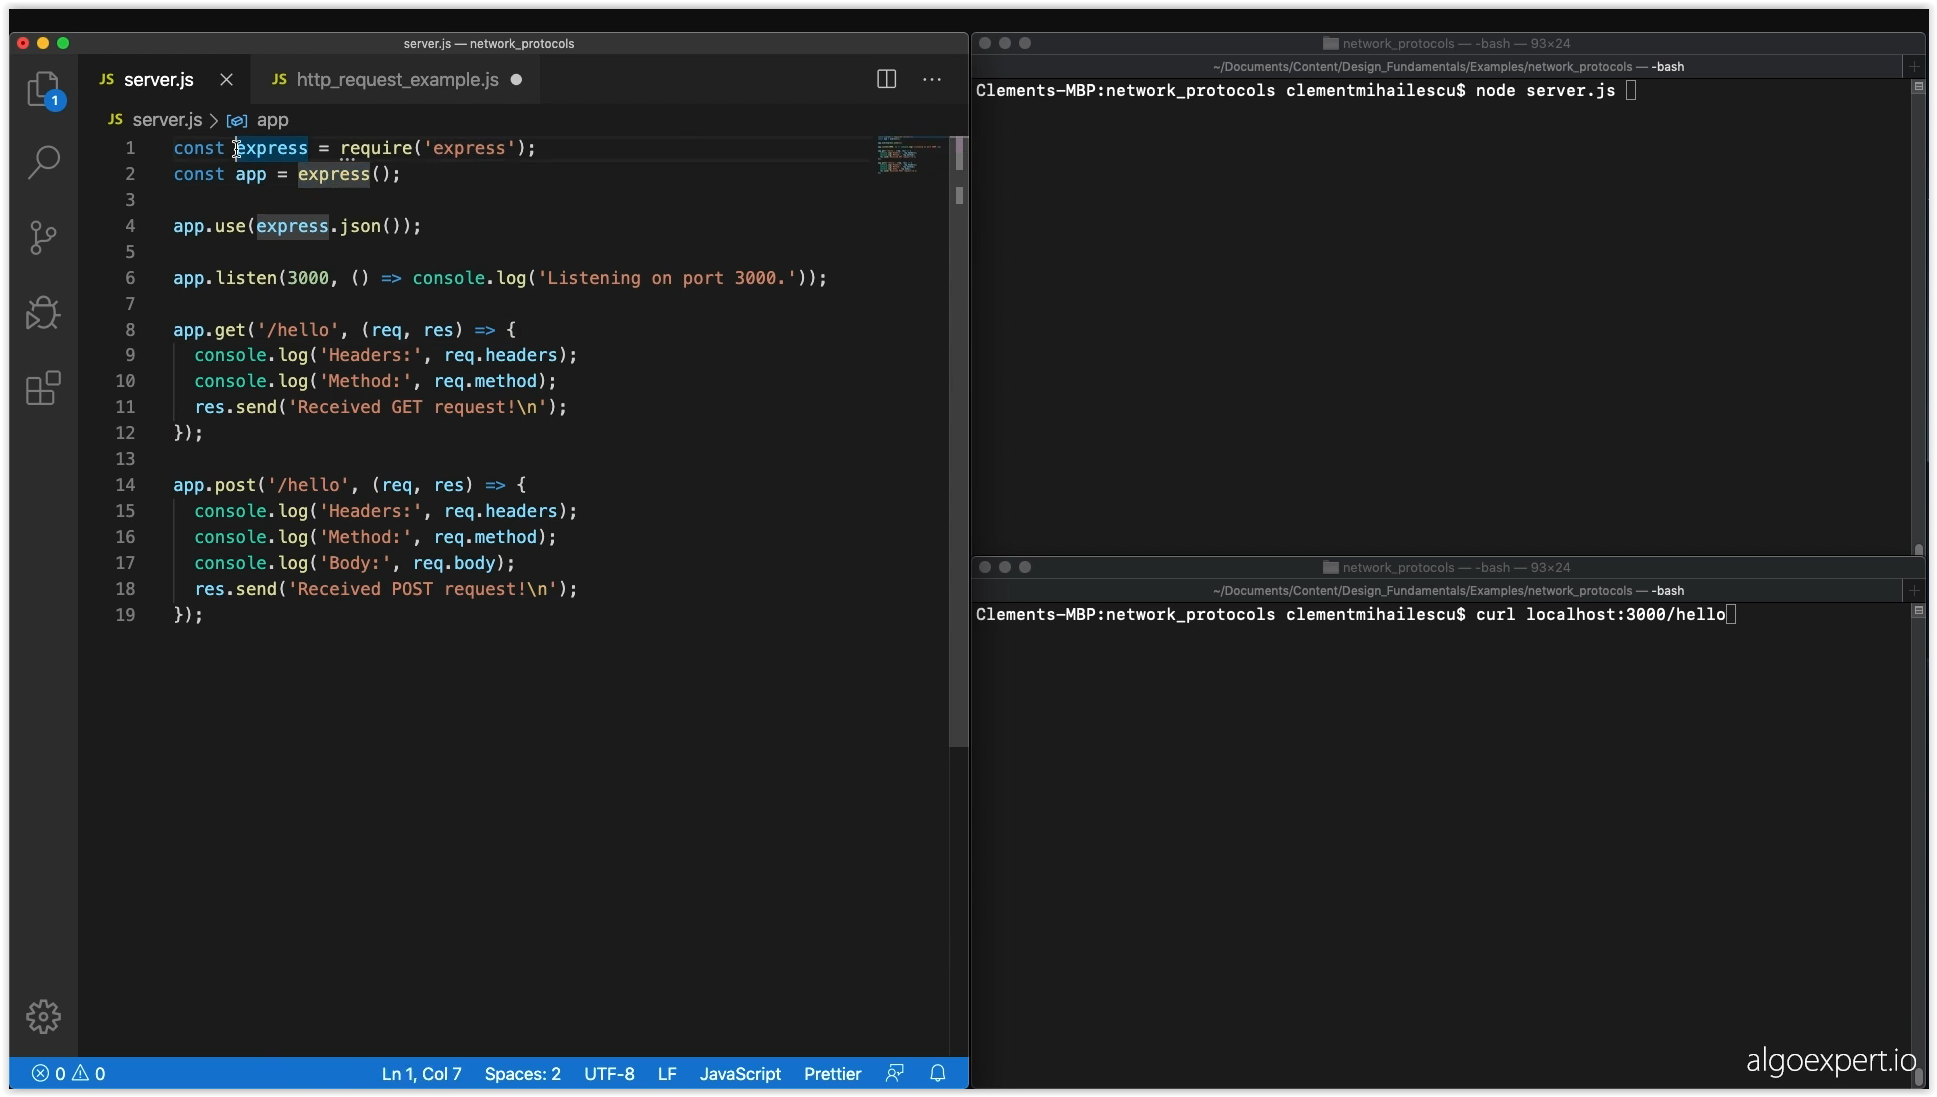 server.js — network_protocols
JS server.js
JS http_request_example.js
1
JS server.js > app
1 const express = require('express');
2 const app = express();
3
4 app.use(express.json());
5
6 app.listen(3000, () => console.log('Listening on port 3000.'));
7
8 app.get('/hello', (req, res) => {
9   console.log('Headers:', req.headers);
10   console.log('Method:', req.method);
11   res.send('Received GET request!\n');
12 });
13
14 app.post('/hello', (req, res) => {
15   console.log('Headers:', req.headers);
16   console.log('Method:', req.method);
17   console.log('Body:', req.body);
18   res.send('Received POST request!\n');
19 });
0 0 Ln 1, Col 7 Spaces: 2 UTF-8 LF JavaScript Prettier
network_protocols — -bash — 93×24
~/Documents/Content/Design_Fundamentals/Examples/network_protocols — -bash
Clements-MBP:network_protocols clementmihailescu$ node server.js
network_protocols — -bash — 93×24
~/Documents/Content/Design_Fundamentals/Examples/network_protocols — -bash
Clements-MBP:network_protocols clementmihailescu$ curl localhost:3000/hello
algoexpert.io